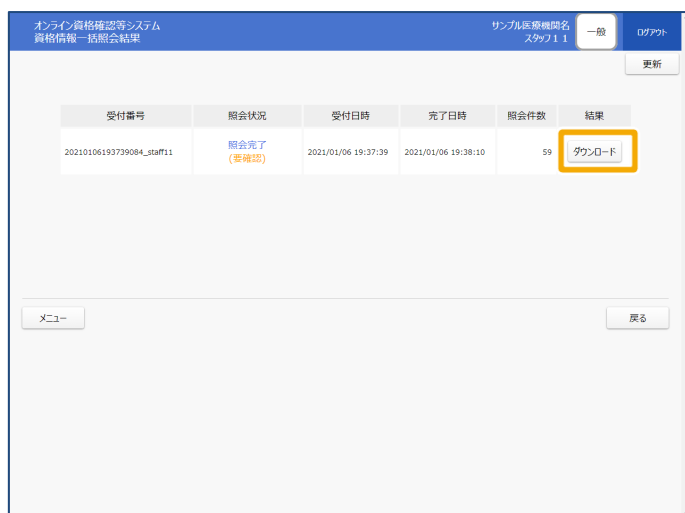 オンライン資格確認等システム
資格情報一括照会結果
サンプル医療機関名
スタッフ１１
一般
ログアウト
更新
受付番号 照会状況 受付日時 完了日時 照会件数 結果
20210106193739084_staff11 照会完了 2021/01/06 19:37:39 2021/01/06 19:38:10 59 ダウンロード
(要確認)
メニュー 戻る